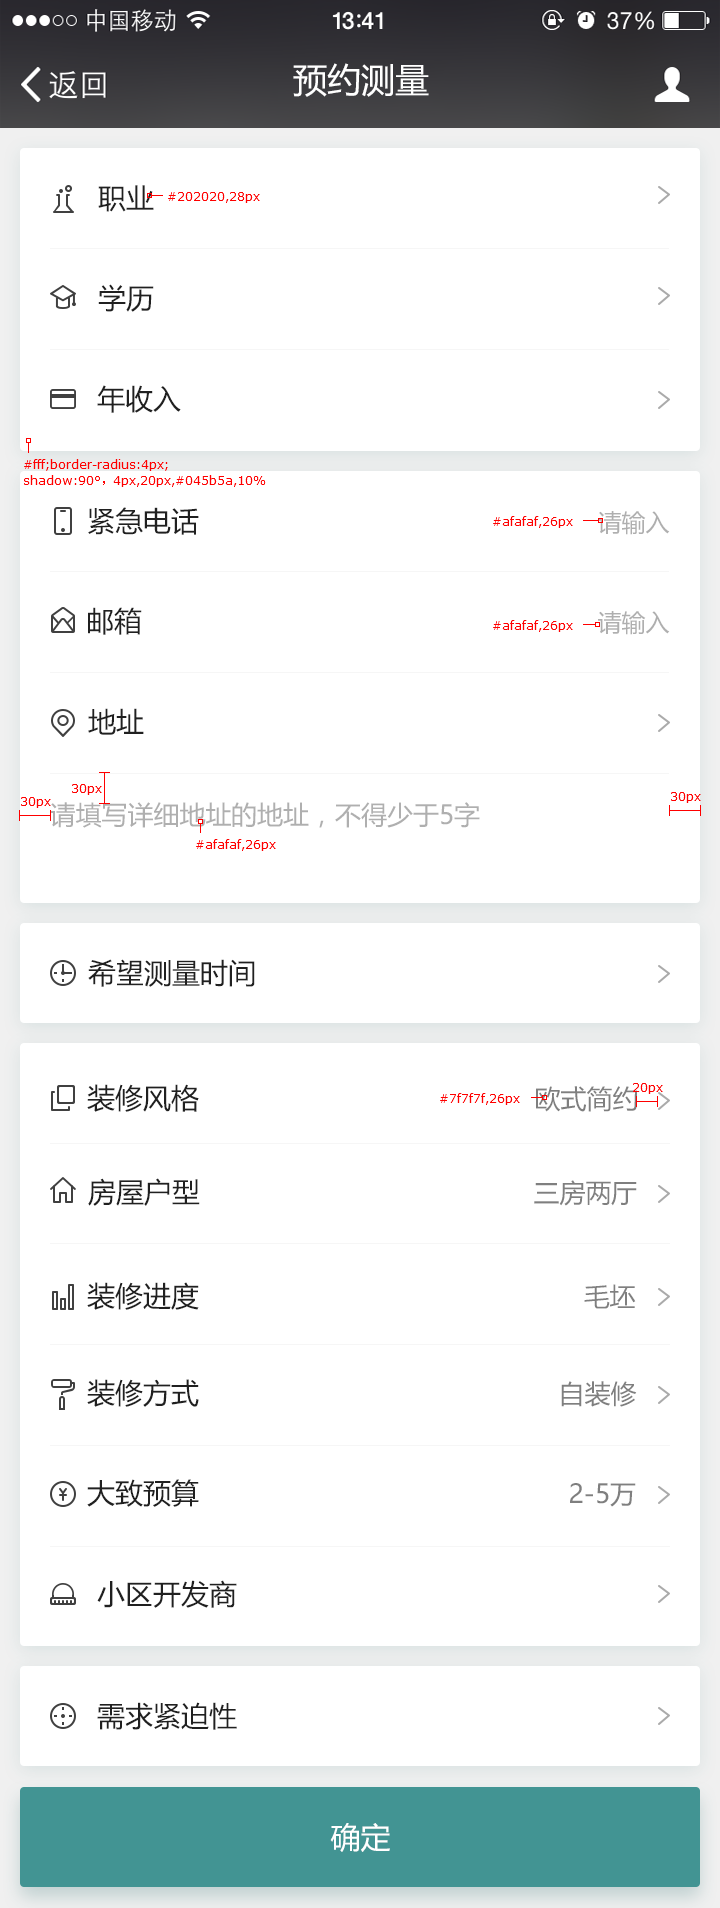 中国移动 13:41 37%
返回 预约测量
职业 #202020,28px
学历
年收入
#fff;border-radius:4px;
shadow:90°, 4px,20px,#045b5a,10%
紧急电话 #afafaf,26px 请输入
邮箱 #afafaf,26px 请输入
地址
30px
30px 30px
请填写详细地址的地址，不得少于5字
#afafaf,26px
希望测量时间
20px
装修风格 #7f7f7f,26px 欧式简约
房屋户型 三房两厅
装修进度 毛坯
装修方式 自装修
大致预算 2-5万
小区开发商
需求紧迫性
确定